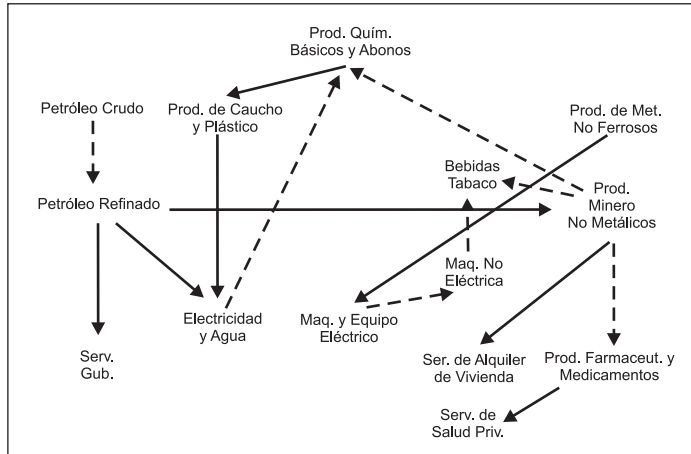 Prod. Quím.
Básicos y Abonos
Petróleo Crudo
Prod. de Caucho
y Plástico
Prod. de Met.
No Ferrosos
Bebidas
Tabaco
Prod.
Minero
No Metálicos
Petróleo Refinado
Maq. No
Eléctrica
Electricidad
y Agua
Maq. y Equipo
Eléctrico
Serv.
Gub.
Ser. de Alquiler
de Vivienda
Prod. Farmaceut. y
Medicamentos
Serv. de
Salud Priv.